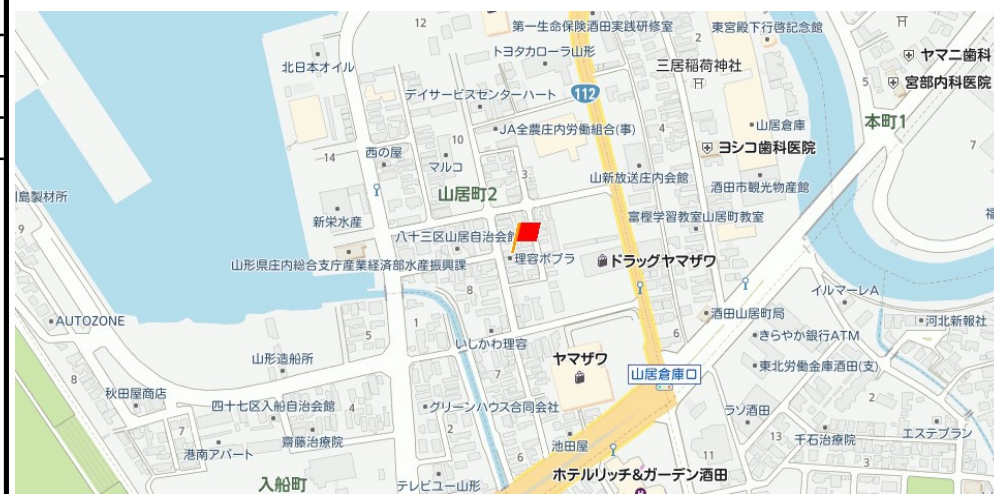 12
第一生命保険酒田実践研修室
東宮殿下行啓記念館
トヨタカローラ山形
ヤマニ歯科
北日本オイル
三居稲荷神社
5
宮部内科医院
デイサービスセンターハート
112
4
本町1
10
JA全農庄内労働組合(事)
山居倉庫
14
西の屋
マルコ
3
ヨシコ歯科医院
7
山新放送庄内会館
酒田市観光物産館
島製材所
山居町2
新栄水産
富樫学習教室山居町教室
9
八十三区山居自治会館
山形県庄内総合支庁産業経済部水産振興課
理容ポプラ
ドラッグヤマザワ
8
イルマーレA
AUTOZONE
5
1
酒田山居町局
河北新報社
いしかわ理容
6
きらやか銀行ATM
山形造船所
ヤマザワ
山居倉庫口
東北労働金庫酒田(支)
秋田屋商店
7
2
四十七区入船自治会館
4
グリーンハウス合同会社
ラソ酒田
7
2
6
13
エステプラン
齋藤治療院
池田屋
千石治療院
港南アパート
11
入船町
テレビユー山形
ホテルリッチ&ガーデン酒田